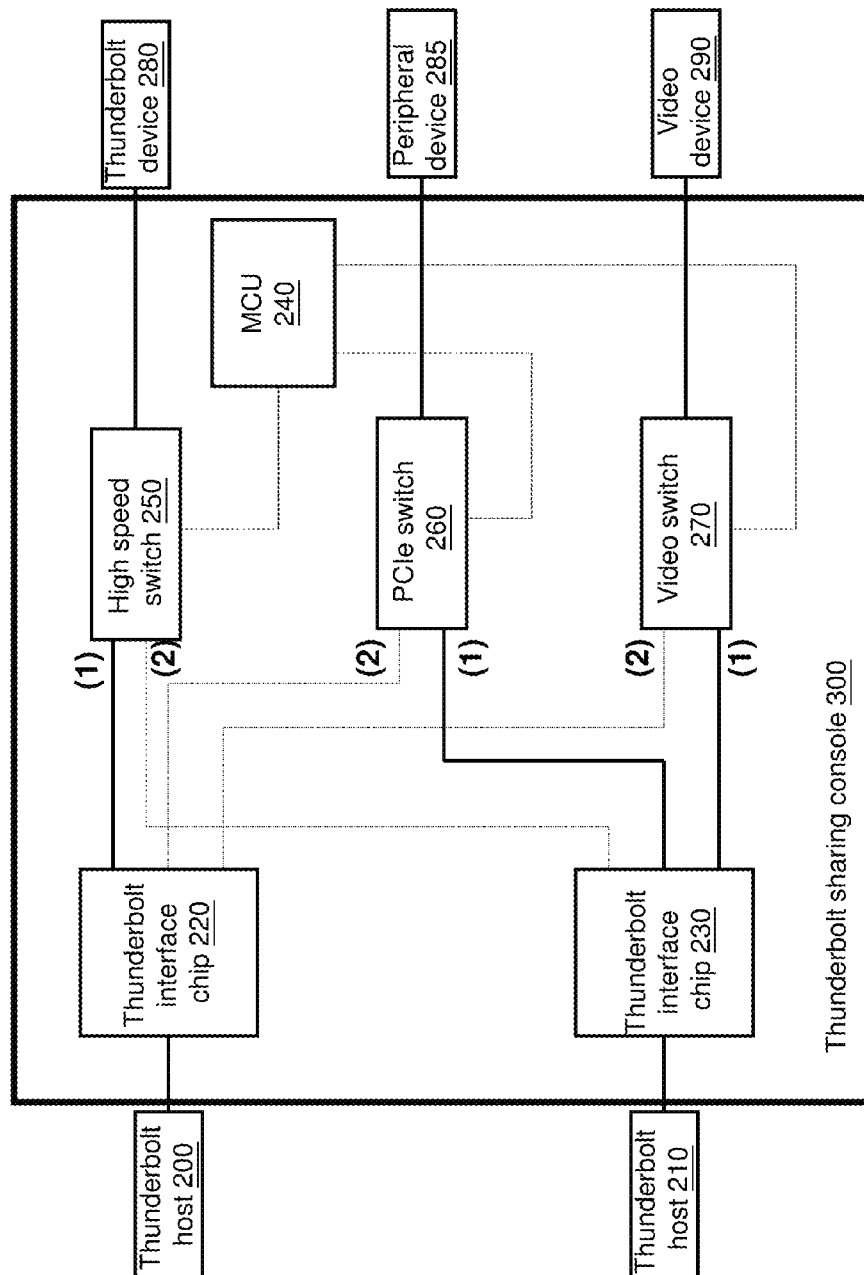 Thunderbolt
host 200
Thunderbolt
interface
chip 220
(1)
(2)
High speed
switch 250
Thunderbolt
device 280
MCU
240
(2)
(1)
PCIe switch
260
Peripheral
device 285
Thunderbolt
host 210
Thunderbolt
interface
chip 230
(2)
(1)
Video switch
270
Video
device 290
Thunderbolt sharing console 300